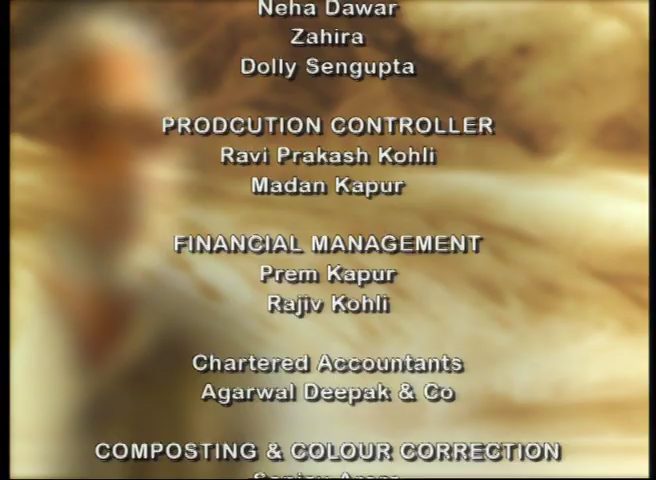 Neha Dawar
Zahira
Dolly Sengupta
PRODCUTION CONTROLLER
Ravi Prakash Kohli
Madan Kapur
FINANCIAL MANAGEMENT
Prem Kapur
Rajiv Kohli
Chartered Accountants
Agarwal Deepak & Co
COMPOSTING & COLOUR CORRECTION